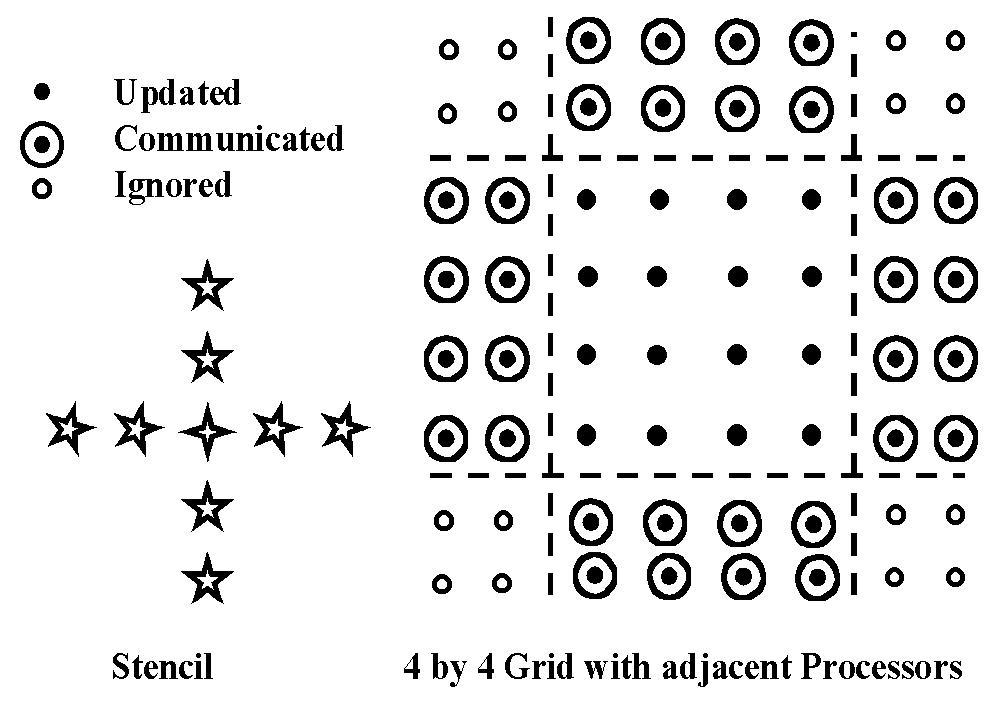 Updated
Communicated
Ignored
Stencil
4 by 4 Grid with adjacent Processors